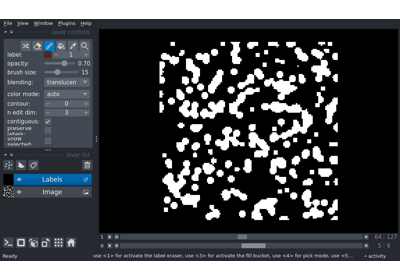 File View Window Plugins Help
layer controls
label: 1
opacity: 0.70
brush size: 15
blending: translucen
color mode: auto
contour: 0
n edit dim: 3
contiguous:
preserve labels:
show selected:
layer list
Labels
Image
1 64 127
0 5 9
Ready use <1> for activate the label eraser, use <3> for activate the fill bucket, use <4> for pick mode, use <5... activity